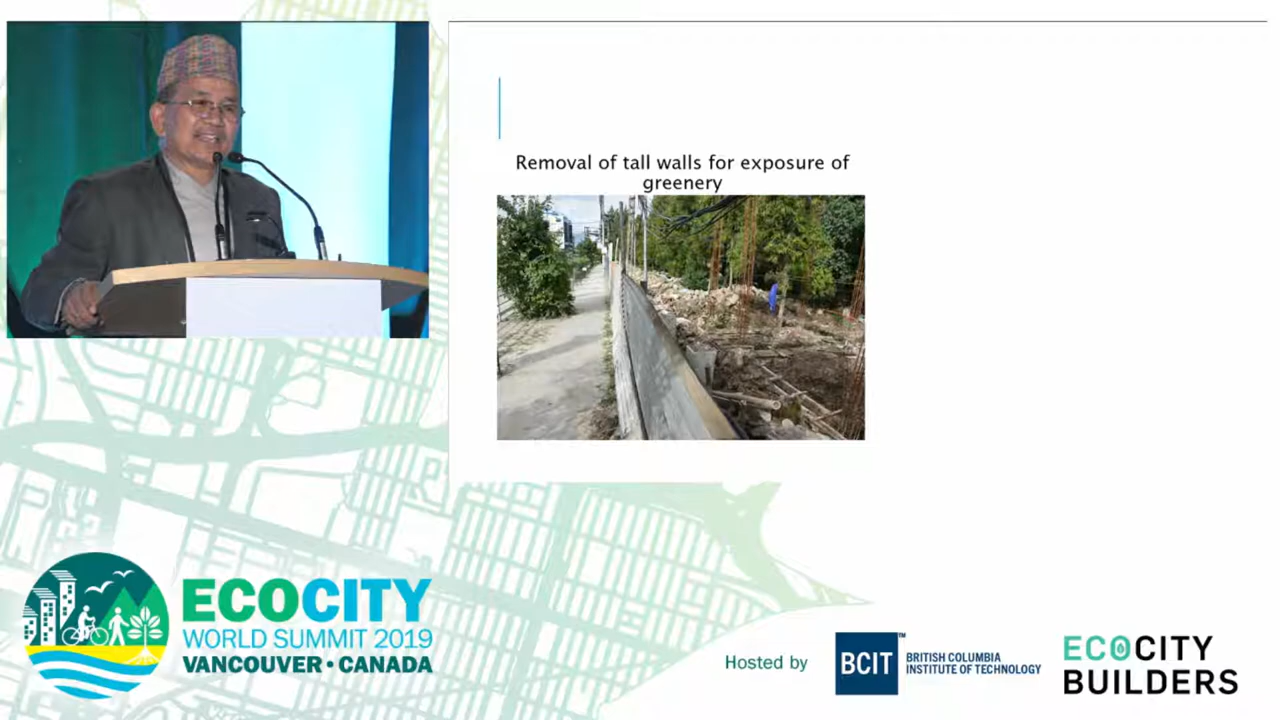 Removal of tall walls for exposure of
greenery
ECOCITY
WORLD SUMMIT 2019
VANCOUVER • CANADA
Hosted by
BCIT™
BRITISH COLUMBIA
INSTITUTE OF TECHNOLOGY
ECOCITY
BUILDERS